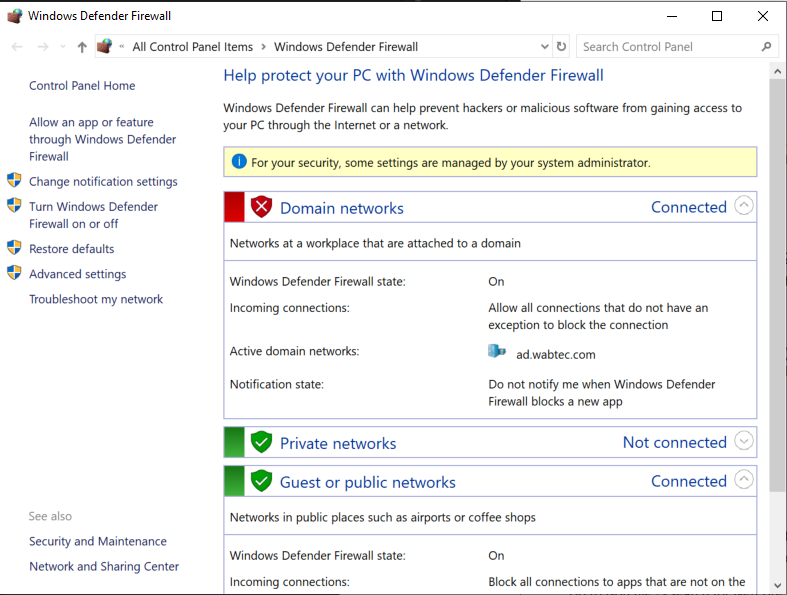 Windows Defender Firewall
« All Control Panel Items > Windows Defender Firewall
Search Control Panel
Control Panel Home
Allow an app or feature
through Windows Defender
Firewall
Change notification settings
Turn Windows Defender
Firewall on or off
Restore defaults
Advanced settings
Troubleshoot my network
See also
Security and Maintenance
Network and Sharing Center
Help protect your PC with Windows Defender Firewall
Windows Defender Firewall can help prevent hackers or malicious software from gaining access to
your PC through the Internet or a network.
For your security, some settings are managed by your system administrator.
Domain networks Connected
Networks at a workplace that are attached to a domain
Windows Defender Firewall state: On
Incoming connections: Allow all connections that do not have an
exception to block the connection
Active domain networks: ad.wabtec.com
Notification state: Do not notify me when Windows Defender
Firewall blocks a new app
Private networks Not connected
Guest or public networks Connected
Networks in public places such as airports or coffee shops
Windows Defender Firewall state: On
Incoming connections: Block all connections to apps that are not on the